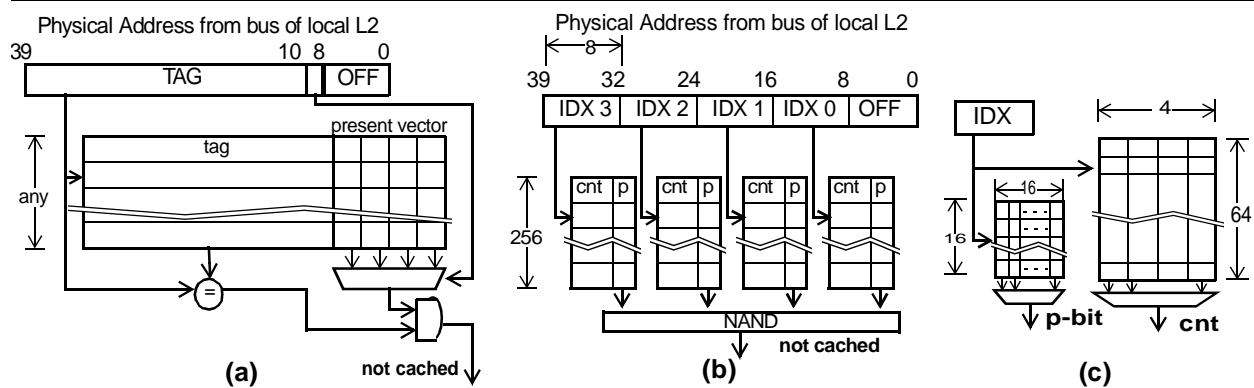 Physical Address from bus of local L2
39 10 8 0
TAG OFF
present vector
tag
any
=
not cached
(a)
Physical Address from bus of local L2
8
39 32 24 16 8 0
IDX 3 IDX 2 IDX 1 IDX 0 OFF
cnt p cnt p cnt p cnt p
256
NAND
not cached
(b)
IDX
4
16
16
64
p-bit
cnt
(c)